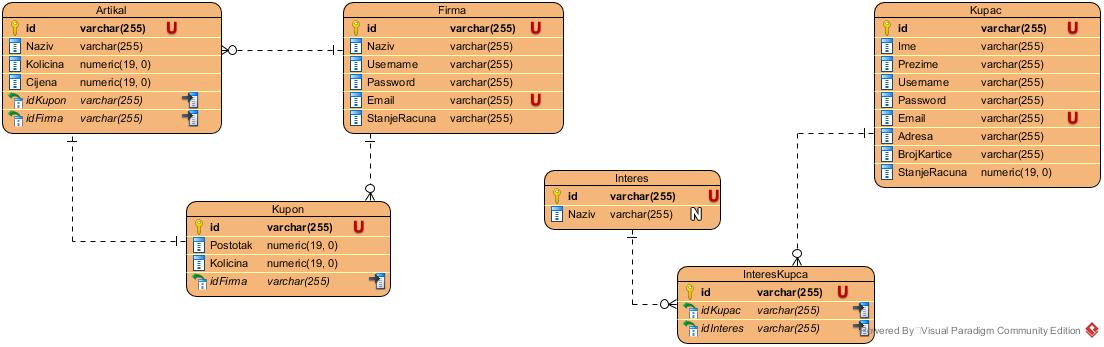 Artikal
id varchar(255) U
Naziv varchar(255)
Kolicina numeric(19, 0)
Cijena numeric(19, 0)
idKupon varchar(255)
idFirma varchar(255)
Firma
id varchar(255) U
Naziv varchar(255)
Username varchar(255)
Password varchar(255)
Email varchar(255) U
StanjeRacuna varchar(255)
Kupac
id varchar(255) U
Ime varchar(255)
Prezime varchar(255)
Username varchar(255)
Password varchar(255)
Email varchar(255) U
Adresa varchar(255)
BrojKartice varchar(255)
StanjeRacuna numeric(19, 0)
Kupon
id varchar(255) U
Postotak numeric(19, 0)
Kolicina numeric(19, 0)
idFirma varchar(255)
Interes
id varchar(255) U
Naziv varchar(255) N
InteresKupca
id varchar(255) U
idKupac varchar(255)
idInteres varchar(255)
Powered By Visual Paradigm Community Edition